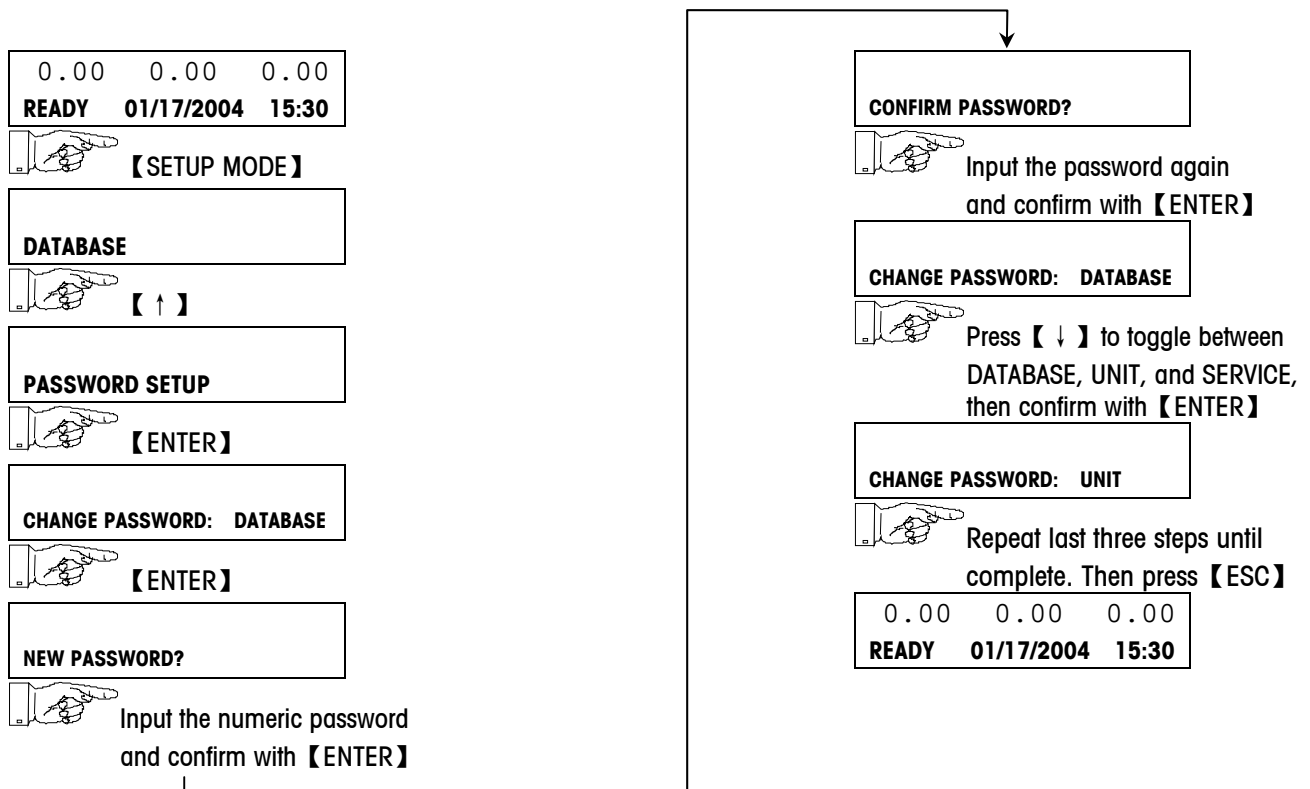 0.00 0.00 0.00
READY 01/17/2004 15:30
【SETUP MODE】
DATABASE
【 ↑ 】
PASSWORD SETUP
【ENTER】
CHANGE PASSWORD: DATABASE
【ENTER】
NEW PASSWORD?
Input the numeric password
and confirm with【ENTER】
CONFIRM PASSWORD?
Input the password again
and confirm with【ENTER】
CHANGE PASSWORD: DATABASE
Press【 ↓ 】to toggle between
DATABASE, UNIT, and SERVICE,
then confirm with【ENTER】
CHANGE PASSWORD: UNIT
Repeat last three steps until
complete. Then press【ESC】
0.00 0.00 0.00
READY 01/17/2004 15:30